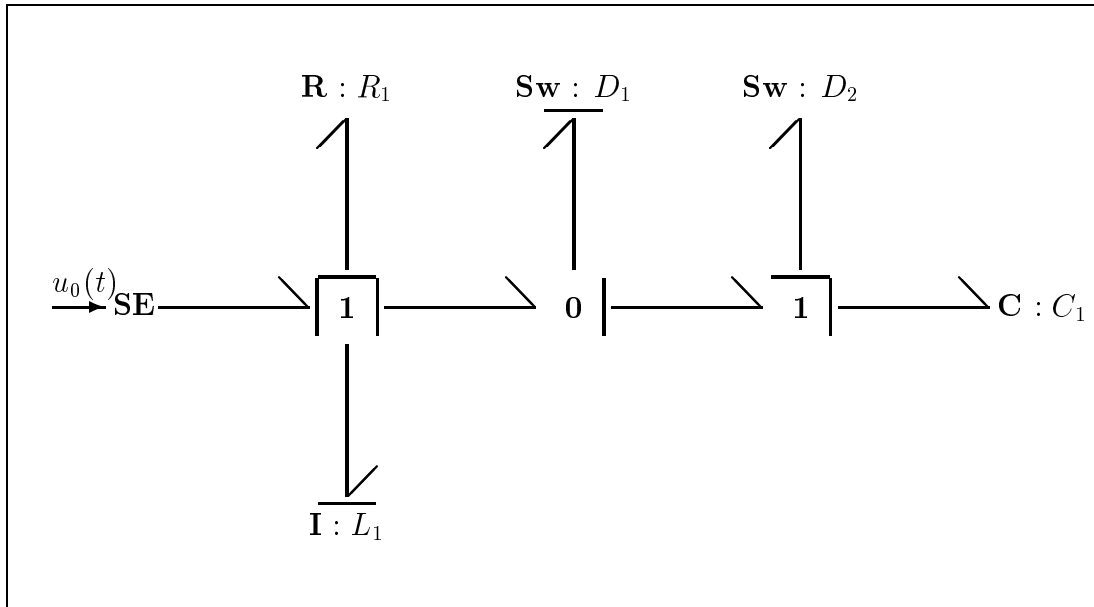 R : R₁ Sw : D₁ Sw : D₂
u₀(t)
SE 1 0 1 C : C₁
I : L₁